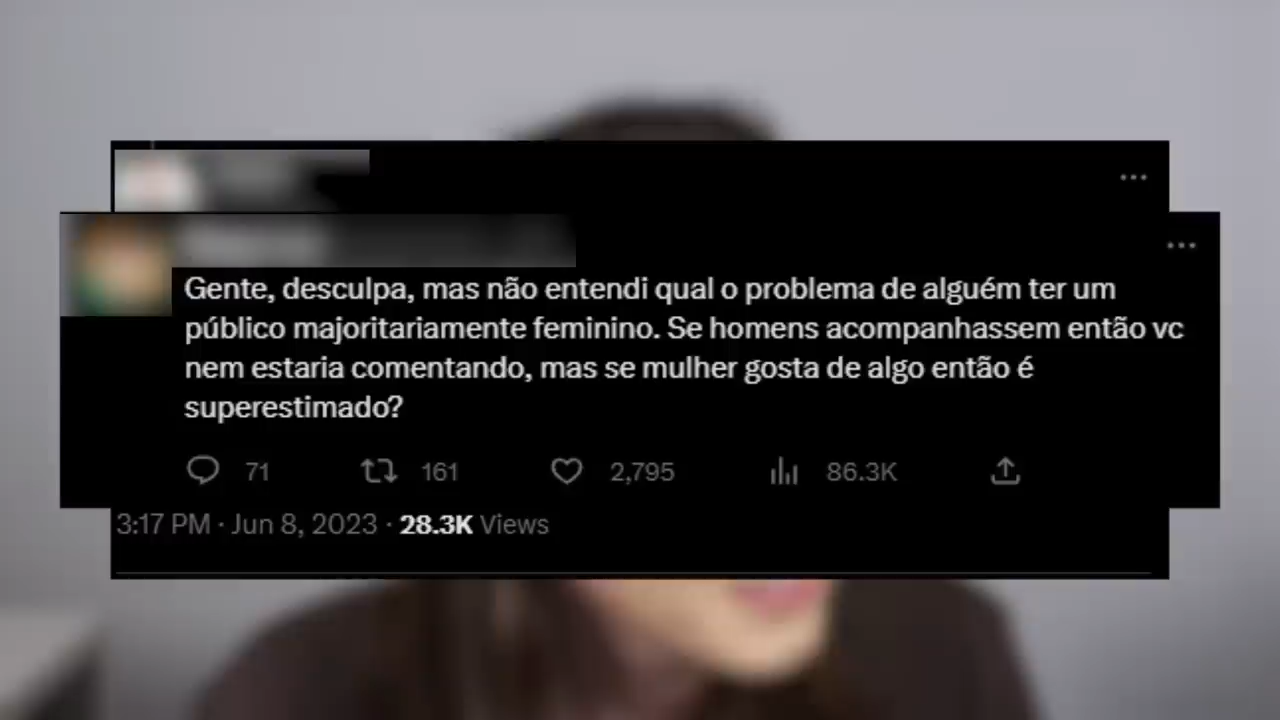 Gente, desculpa, mas não entendi qual o problema de alguém ter um
público majoritariamente feminino. Se homens acompanhassem então vc
nem estaria comentando, mas se mulher gosta de algo então é
superestimado?
71 161 2,795 86.3K
3:17 PM · Jun 8, 2023 · 28.3K Views